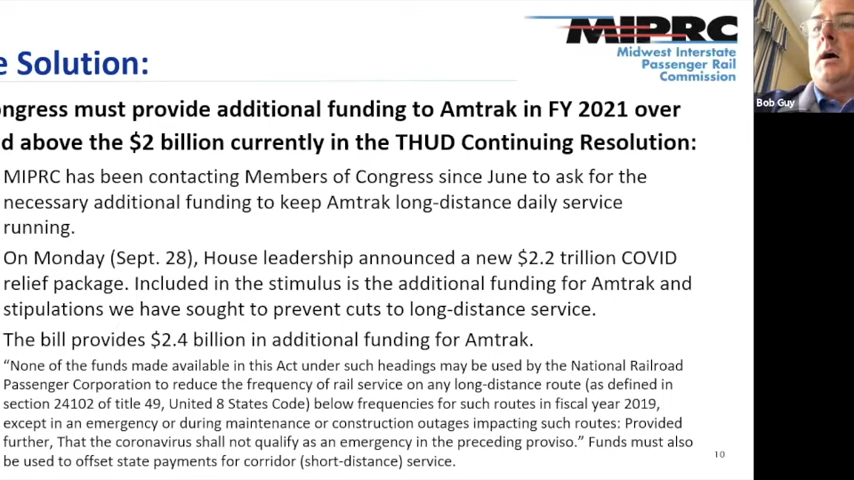 e Solution:
MIPRC
Midwest Interstate
Passenger Rail
Commission
Bob Guy
ongress must provide additional funding to Amtrak in FY 2021 over
d above the $2 billion currently in the THUD Continuing Resolution:
MIPRC has been contacting Members of Congress since June to ask for the
necessary additional funding to keep Amtrak long-distance daily service
running.
On Monday (Sept. 28), House leadership announced a new $2.2 trillion COVID
relief package. Included in the stimulus is the additional funding for Amtrak and
stipulations we have sought to prevent cuts to long-distance service.
The bill provides $2.4 billion in additional funding for Amtrak.
“None of the funds made available in this Act under such headings may be used by the National Railroad
Passenger Corporation to reduce the frequency of rail service on any long-distance route (as defined in
section 24102 of title 49, United 8 States Code) below frequencies for such routes in fiscal year 2019,
except in an emergency or during maintenance or construction outages impacting such routes: Provided
further, That the coronavirus shall not qualify as an emergency in the preceding proviso.” Funds must also
be used to offset state payments for corridor (short-distance) service.
10